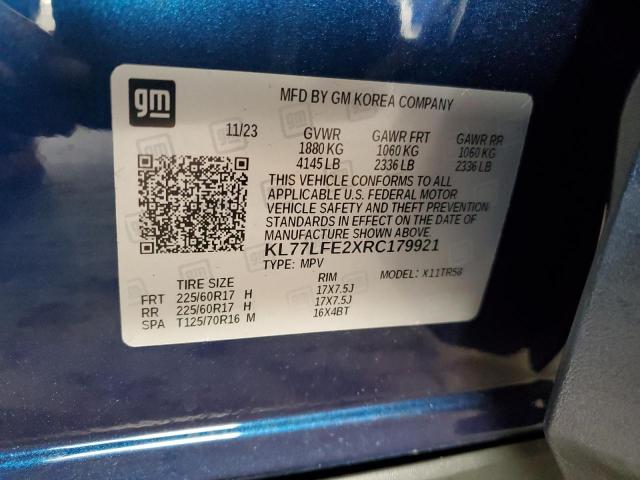 gm
MFD BY GM KOREA COMPANY
11/23 GVWR GAWR FRT GAWR RR
1880 KG 1060 KG 1060 KG
4145 LB 2336 LB 2336 LB
THIS VEHICLE CONFORMS TO ALL
APPLICABLE U.S. FEDERAL MOTOR
VEHICLE SAFETY AND THEFT PREVENTION
STANDARDS IN EFFECT ON THE DATE OF
MANUFACTURE SHOWN ABOVE.
KL77LFE2XRC179921
TYPE: MPV MODEL: X11TR58
TIRE SIZE RIM
FRT 225/60R17 H 17X7.5J
RR 225/60R17 H 17X7.5J
SPA T125/70R16 M 16X4BT